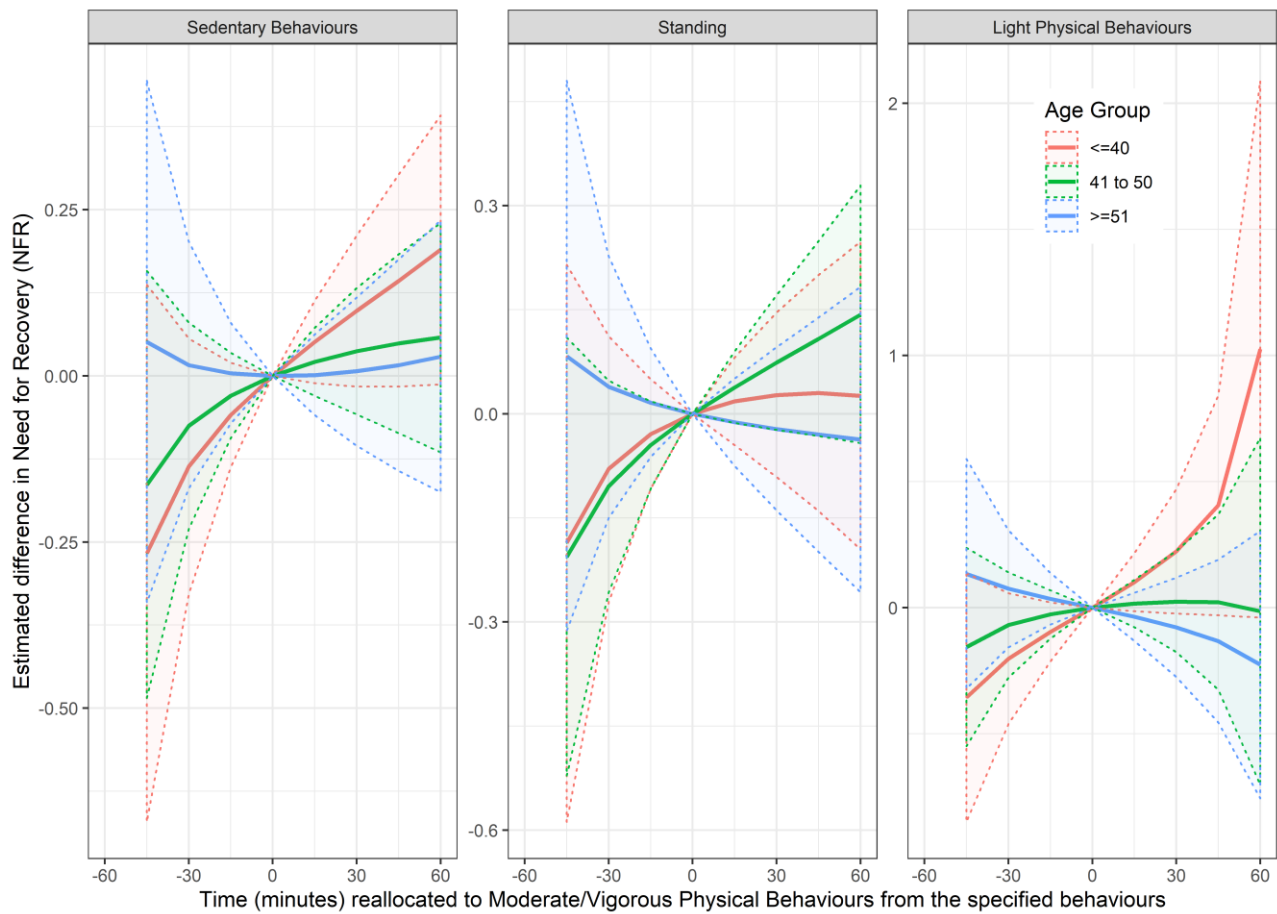 Sedentary Behaviours
Standing
Light Physical Behaviours
Estimated difference in Need for Recovery (NFR)
0.25
0.00
-0.25
-0.50
0.3
0.0
-0.3
-0.6
2
1
0
Age Group
<=40
41 to 50
>=51
-60 -30 0 30 60
-60 -30 0 30 60
-60 -30 0 30 60
Time (minutes) reallocated to Moderate/Vigorous Physical Behaviours from the specified behaviours